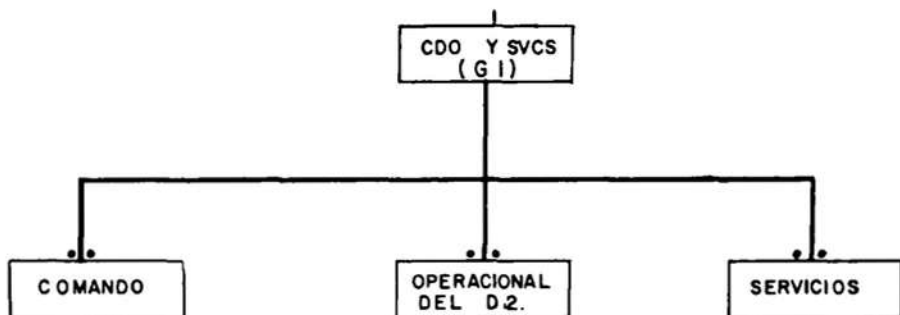 CDO Y SVCS
(G I)
COMANDO
OPERACIONAL
DEL D.2.
SERVICIOS